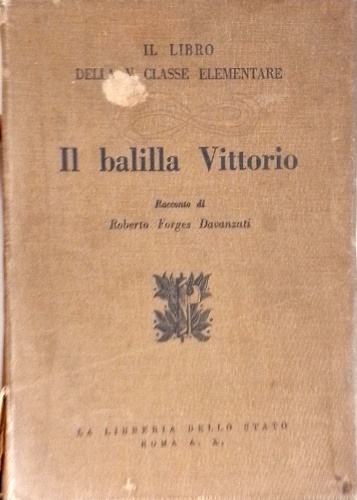 IL LIBRO
DELLA CLASSE ELEMENTARE
Il balilla Vittorio
Racconto di
Roberto Forges Davanzati
LA LIBRERIA DELLO STATO
ROMA A. X.